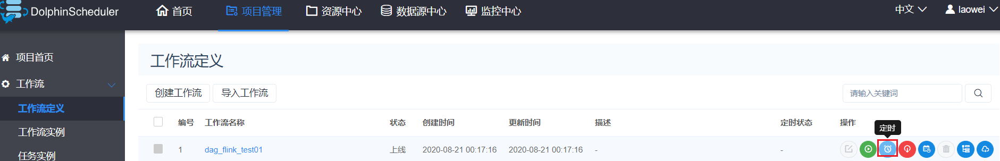 DolphinScheduler 首页 项目管理 资源中心 数据源中心 监控中心 中文 laowei
项目首页
工作流定义
工作流
创建工作流 导入工作流 请输入关键词
工作流定义
编号 工作流名称 状态 创建时间 更新时间 描述 定时状态 操作
定时
工作流实例
1 dag_flink_test01 上线 2020-08-21 00:17:16 2020-08-21 00:17:16 - -
任务实例